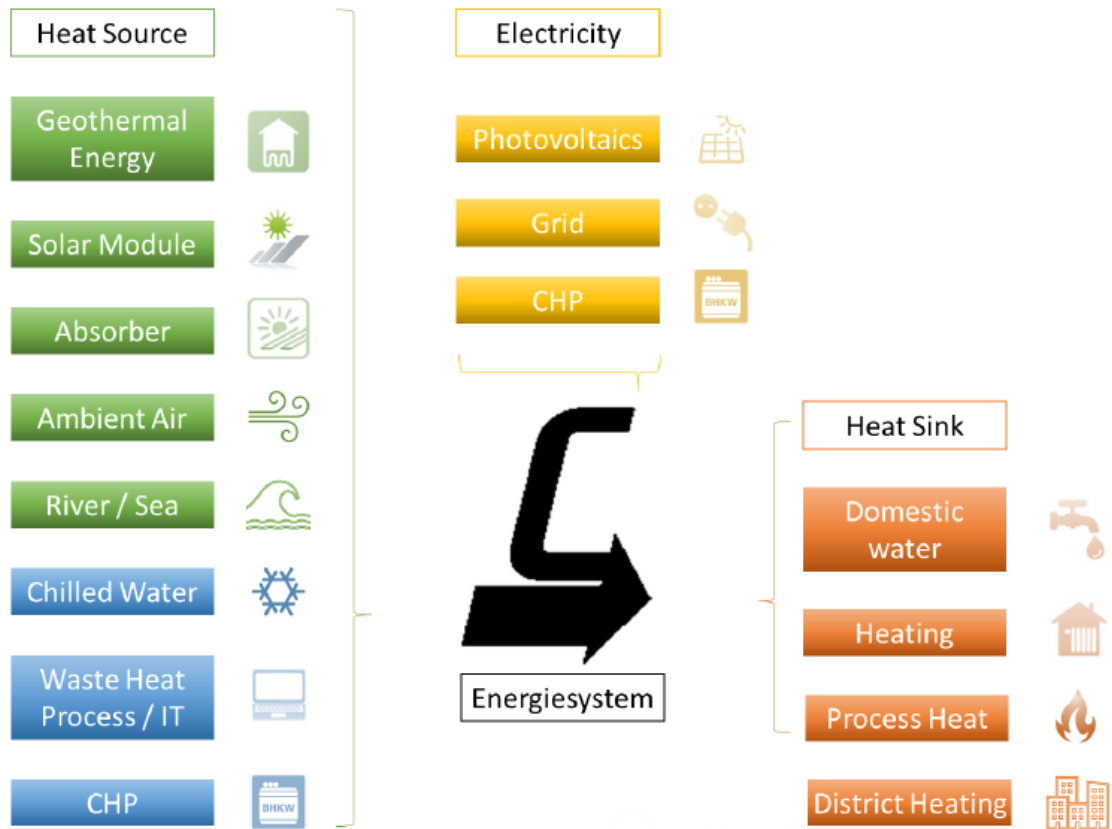 Heat Source
Geothermal
Energy
Solar Module
Absorber
Ambient Air
River / Sea
Chilled Water
Waste Heat
Process / IT
CHP
BHKW
Electricity
Photovoltaics
Grid
CHP
BHKW
Energiesystem
Heat Sink
Domestic
water
Heating
Process Heat
District Heating